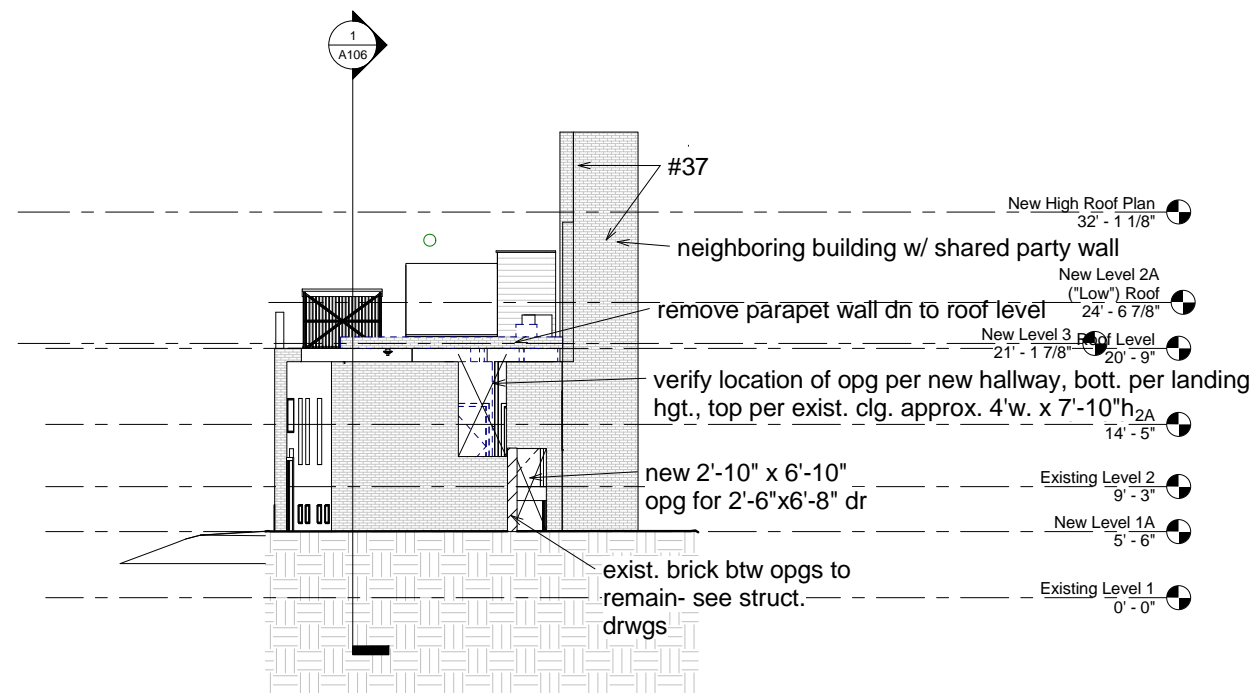 1
A106
#37
New High Roof Plan
32' - 1 1/8"
neighboring building w/ shared party wall
New Level 2A
("Low") Roof
24' - 6 7/8"
remove parapet wall dn to roof level
New Level 3
21' - 1 7/8"
Roof Level
20' - 9"
verify location of opg per new hallway, bott. per landing
hgt., top per exist. clg. approx. 4'w. x 7'-10"h
2A
14' - 5"
new 2'-10" x 6'-10"
opg for 2'-6"x6'-8" dr
Existing Level 2
9' - 3"
New Level 1A
5' - 6"
exist. brick btw opgs to
remain- see struct.
drwgs
Existing Level 1
0' - 0"